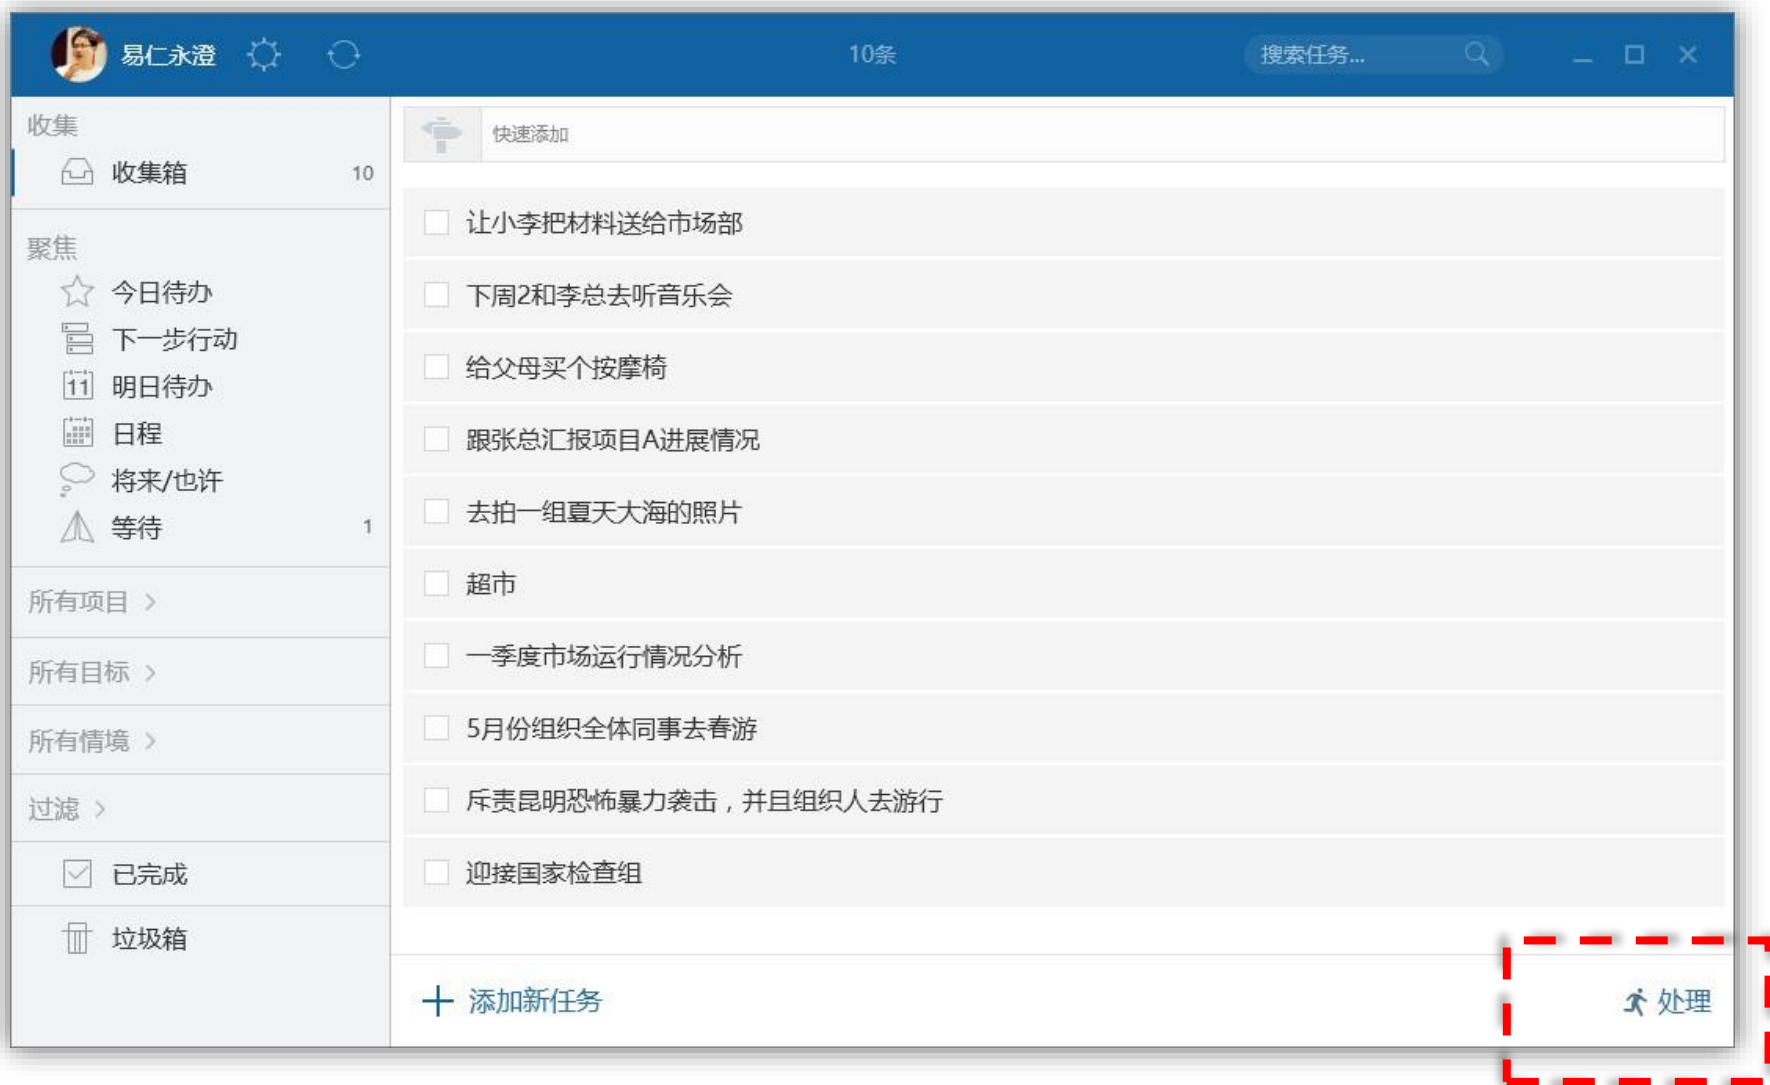 易仁永澄
10条
搜索任务...
收集
收集箱 10
聚焦
今日待办
下一步行动
11 明日待办
日程
将来/也许
等待 1
所有项目
所有目标
所有情境
过滤
已完成
垃圾箱
快速添加
让小李把材料送给市场部
下周2和李总去听音乐会
给父母买个按摩椅
跟张总汇报项目A进展情况
去拍一组夏天大海的照片
超市
一季度市场运行情况分析
5月份组织全体同事去春游
斥责昆明恐怖暴力袭击，并且组织人去游行
迎接国家检查组
添加新任务
处理